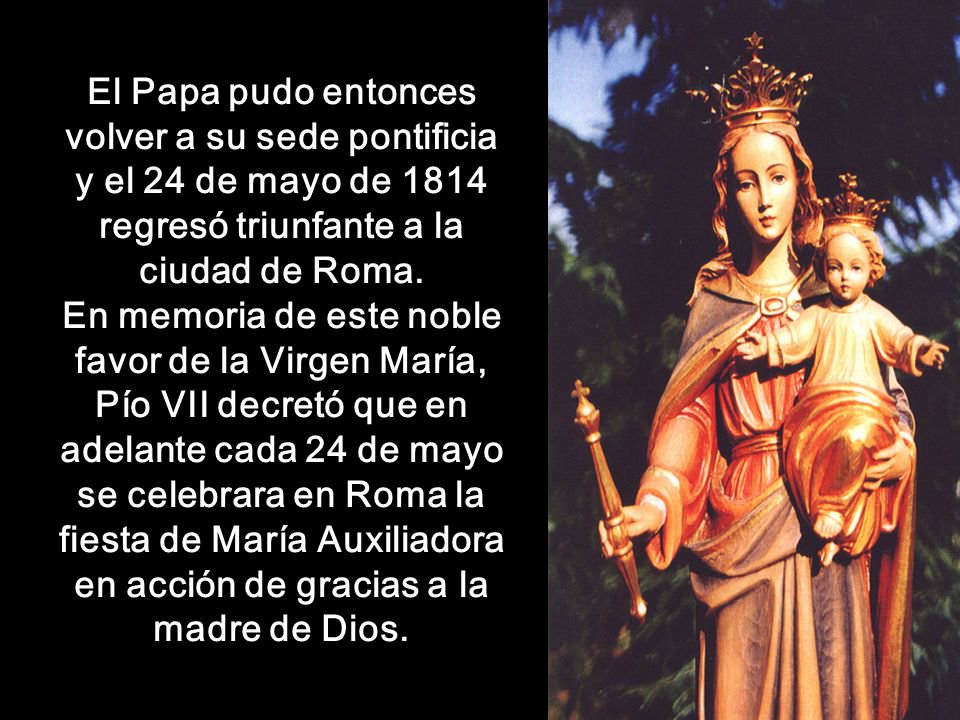 El Papa pudo entonces
volver a su sede pontificia
y el 24 de mayo de 1814
regresó triunfante a la
ciudad de Roma.
En memoria de este noble
favor de la Virgen María,
Pío VII decretó que en
adelante cada 24 de mayo
se celebrara en Roma la
fiesta de María Auxiliadora
en acción de gracias a la
madre de Dios.